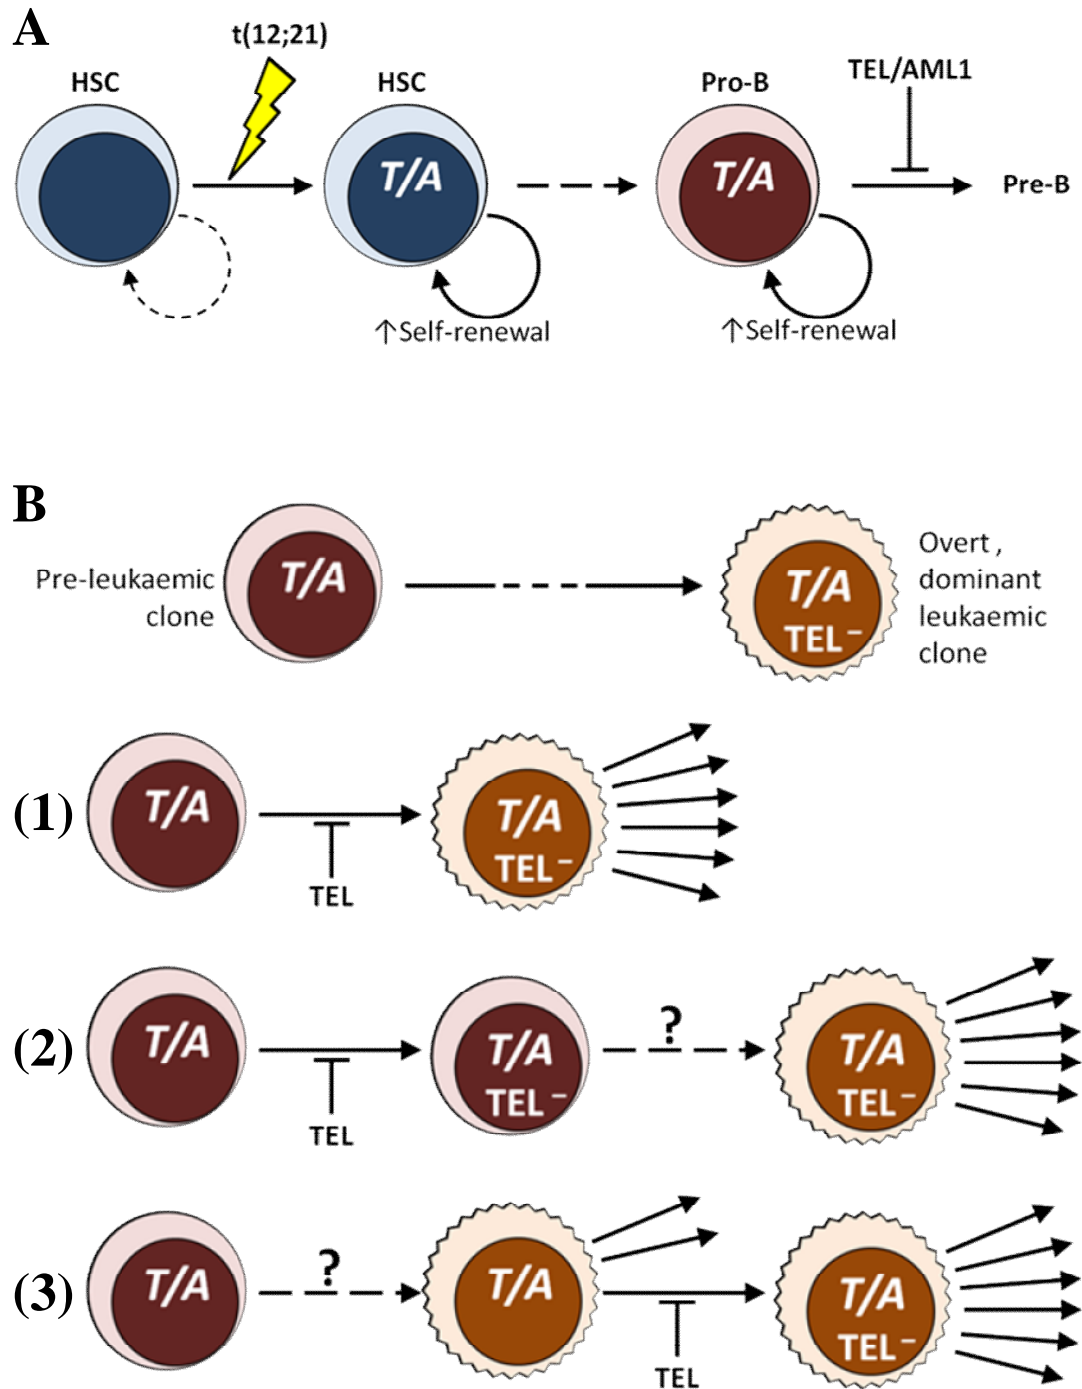 A
t(12;21)
HSC
HSC
Pro-B
TEL/AML1
T/A
T/A
Pre-B
↑Self-renewal
↑Self-renewal
B
Pre-leukaemic
clone
T/A
T/A
TEL⁻
Overt ,
dominant
leukaemic
clone
(1)
T/A
TEL
T/A
TEL⁻
(2)
T/A
TEL
T/A
TEL⁻
?
T/A
TEL⁻
(3)
T/A
?
T/A
TEL
T/A
TEL⁻